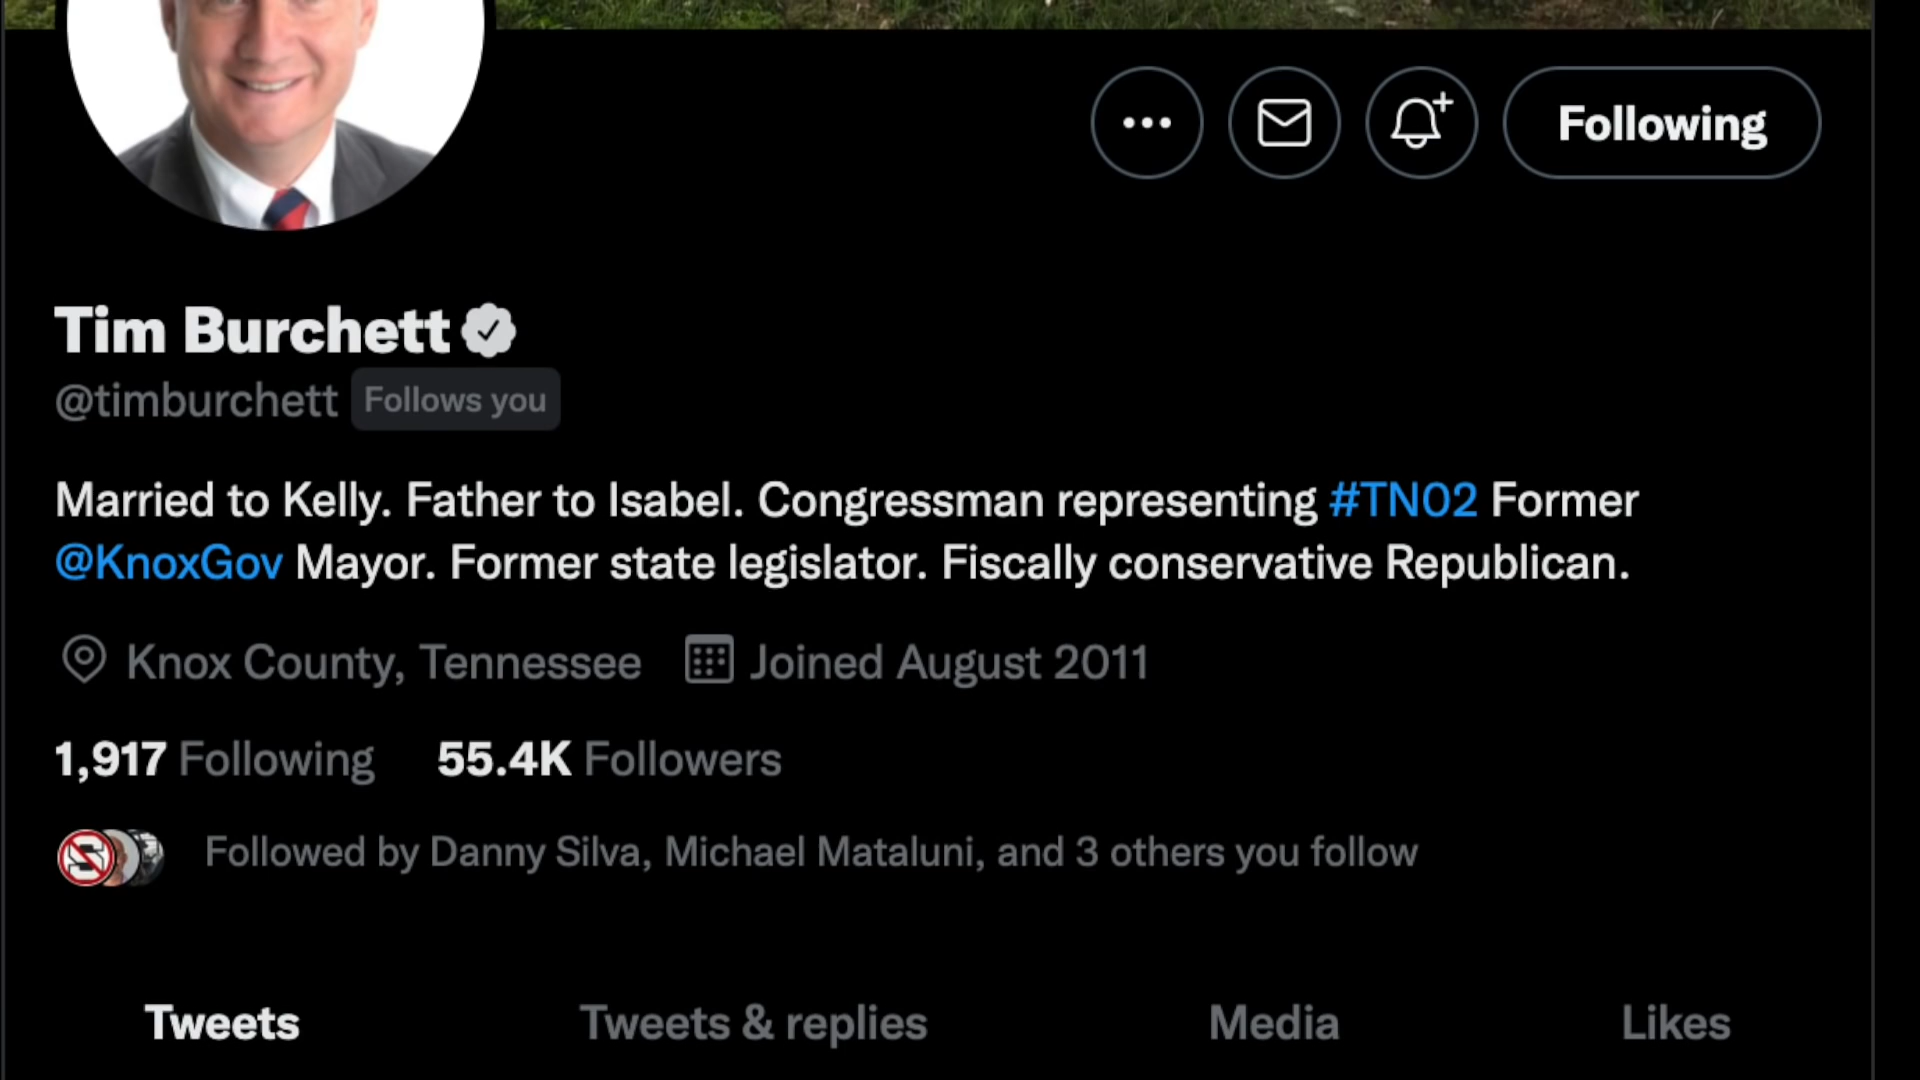 Following
Tim Burchett
@timburchett Follows you
Married to Kelly. Father to Isabel. Congressman representing #TN02 Former
@KnoxGov Mayor. Former state legislator. Fiscally conservative Republican.
Knox County, Tennessee Joined August 2011
1,917 Following 55.4K Followers
Followed by Danny Silva, Michael Mataluni, and 3 others you follow
Tweets Tweets & replies Media Likes